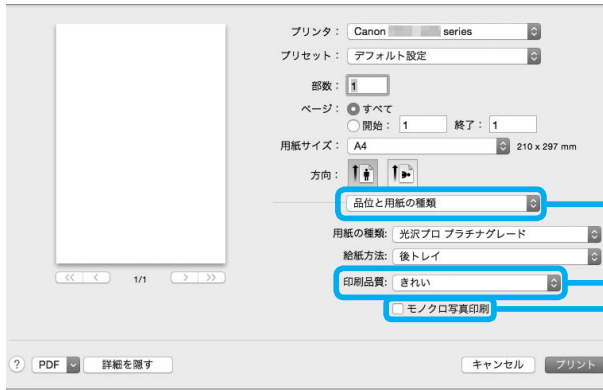 プリンタ： Canon series
プリセット： デフォルト設定
部数： 1
ページ： すべて
開始： 1 終了： 1
用紙サイズ： A4 210 x 297 mm
方向：
品位と用紙の種類
用紙の種類: 光沢プロ プラチナグレード
給紙方法: 後トレイ
印刷品質: きれい
モノクロ写真印刷
<< < 1/1 > >>
? PDF 詳細を隠す キャンセル プリント